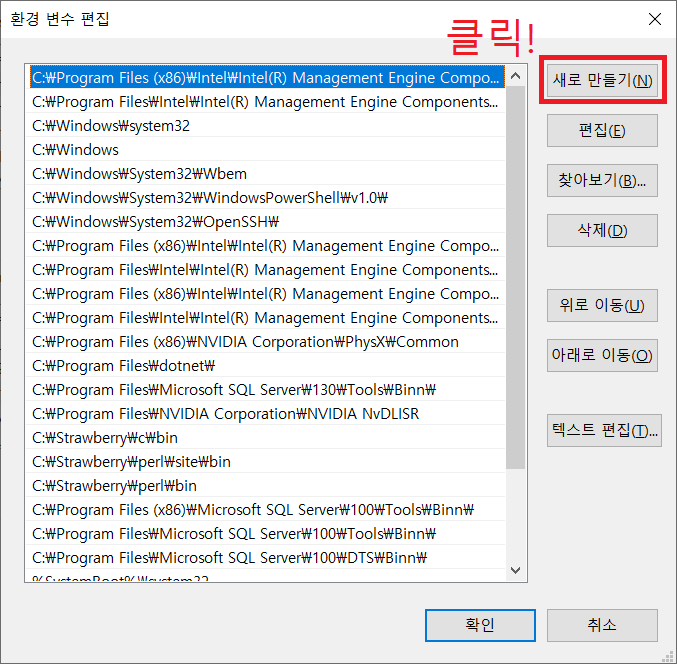 환경 변수 편집
클릭!
C:₩Program Files (x86)₩Intel₩Intel(R) Management Engine Compo...
새로 만들기(N)
C:₩Program Files₩Intel₩Intel(R) Management Engine Components...
C:₩Windows₩system32
편집(E)
C:₩Windows
C:₩Windows₩System32₩Wbem
찾아보기(B)...
C:₩Windows₩System32₩WindowsPowerShell₩v1.0₩
C:₩Windows₩System32₩OpenSSH₩
삭제(D)
C:₩Program Files (x86)₩Intel₩Intel(R) Management Engine Compo...
C:₩Program Files₩Intel₩Intel(R) Management Engine Components...
C:₩Program Files (x86)₩Intel₩Intel(R) Management Engine Compo...
위로 이동(U)
C:₩Program Files₩Intel₩Intel(R) Management Engine Components...
C:₩Program Files (x86)₩NVIDIA Corporation₩PhysX₩Common
아래로 이동(O)
C:₩Program Files₩dotnet₩
C:₩Program Files₩Microsoft SQL Server₩130₩Tools₩Binn₩
C:₩Program Files₩NVIDIA Corporation₩NVIDIA NvDLISR
텍스트 편집(T)...
C:₩Strawberry₩c₩bin
C:₩Strawberry₩perl₩site₩bin
C:₩Strawberry₩perl₩bin
C:₩Program Files (x86)₩Microsoft SQL Server₩100₩Tools₩Binn₩
C:₩Program Files₩Microsoft SQL Server₩100₩Tools₩Binn₩
C:₩Program Files₩Microsoft SQL Server₩100₩DTS₩Binn₩
%SystemRoot%₩system32
확인
취소